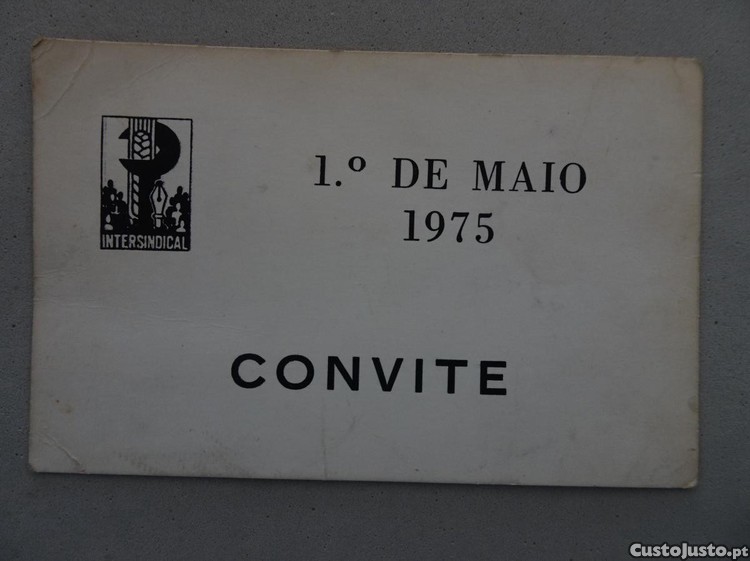 1.º DE MAIO
1975
INTERSINDICAL
CONVITE
CustoJusto.pt